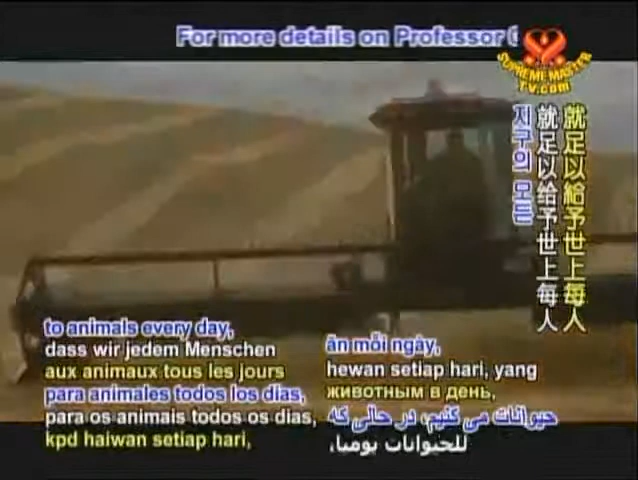 For more details on Professor
SUPREME MASTER
TV.com
就足以給予世上每人
就足以给予世上每人
지구의 모든
to animals every day,
dass wir jedem Menschen
aux animaux tous les jours
para animales todos los días,
para os animais todos os dias,
kpd haiwan setiap hari,
ăn mỗi ngày,
hewan setiap hari, yang
животным в день,
حیوانات می کنیم، در حالی که
للحيوانات يوميا،